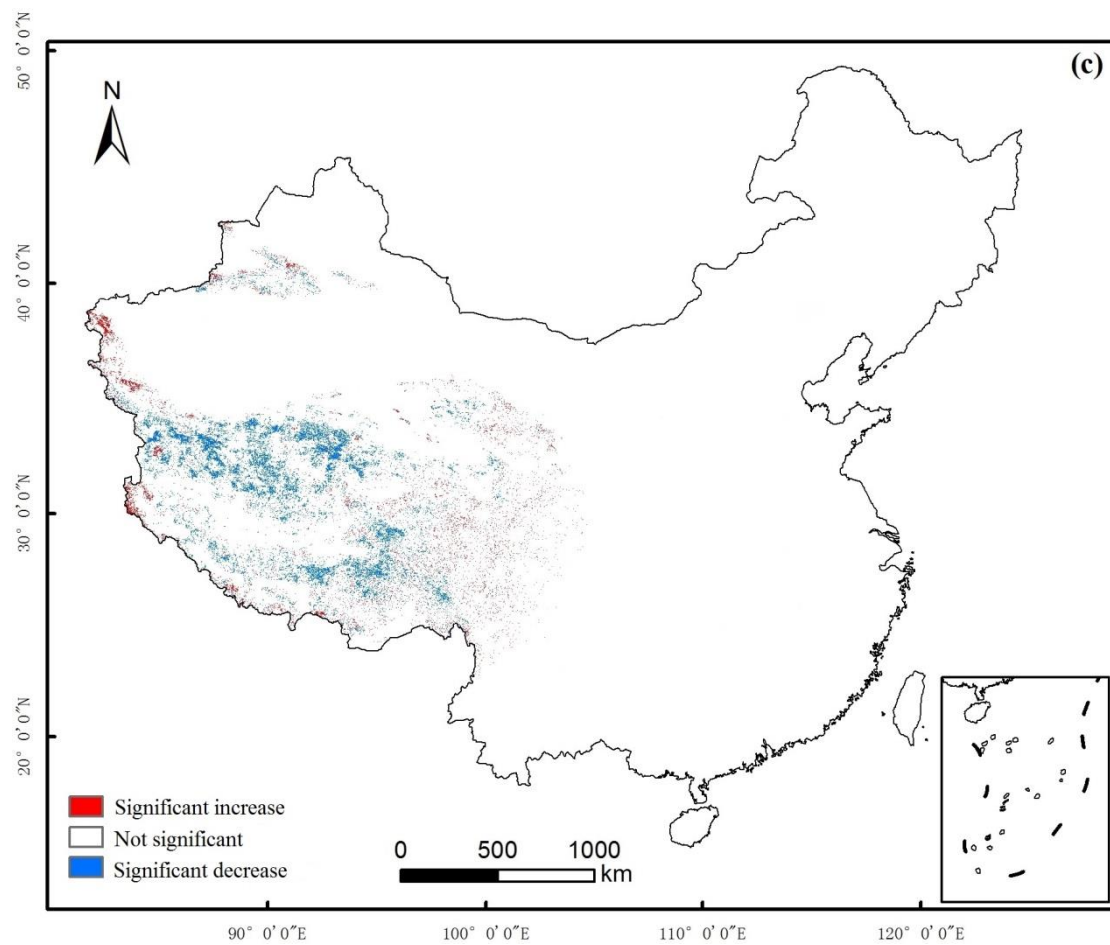 (c)
N
50° 0′0″N
40° 0′0″N
30° 0′0″N
20° 0′0″N
Significant increase
Not significant
Significant decrease
0 500 1000
km
90° 0′0″E 100° 0′0″E 110° 0′0″E 120° 0′0″E